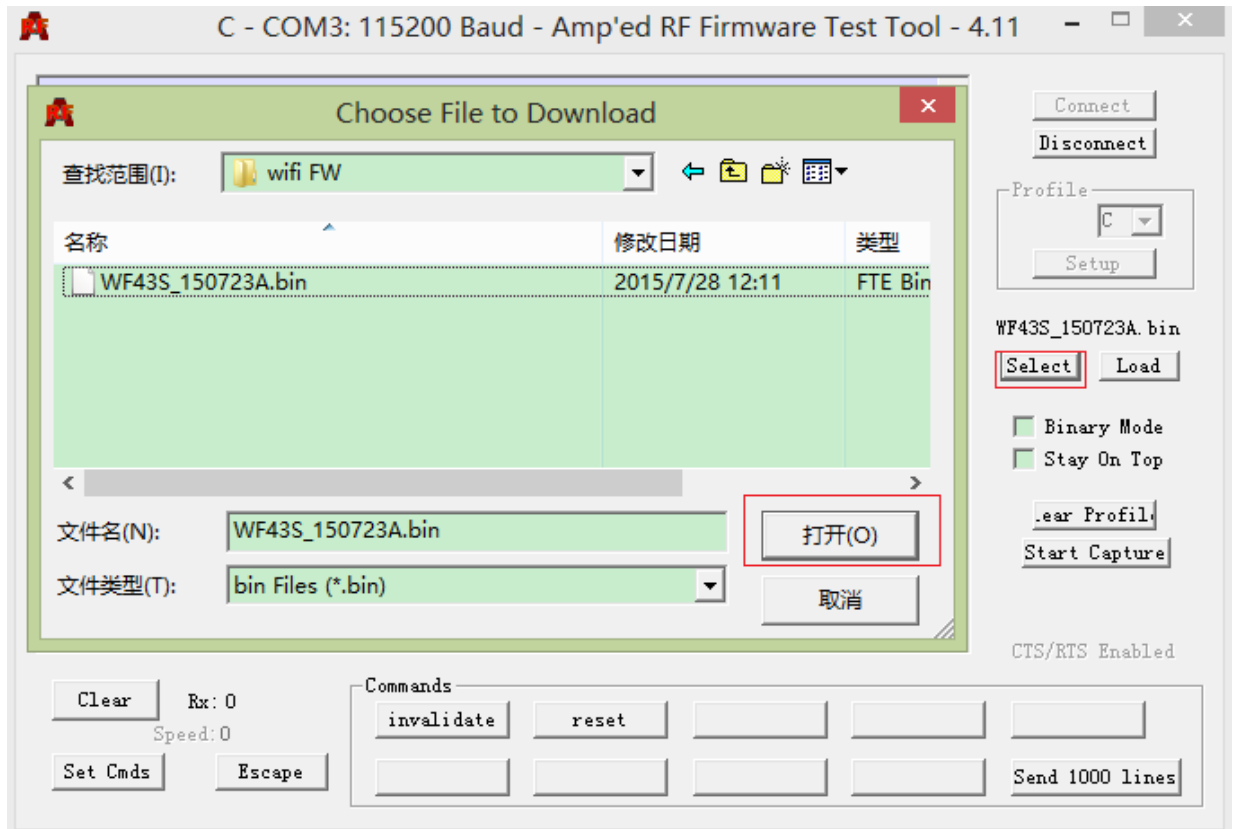 C - COM3: 115200 Baud - Amp'ed RF Firmware Test Tool - 4.11
Choose File to Download
查找范围(I):
wifi FW
名称
修改日期
类型
WF43S_150723A.bin
2015/7/28 12:11
FTE Bin
文件名(N):
WF43S_150723A.bin
打开(O)
文件类型(T):
bin Files (*.bin)
取消
Connect
Disconnect
Profile
C
Setup
WF43S_150723A.bin
Select
Load
Binary Mode
Stay On Top
.ear Profil
Start Capture
CTS/RTS Enabled
Clear
Rx: 0
Speed: 0
Set Cmds
Escape
Commands
invalidate
reset
Send 1000 lines